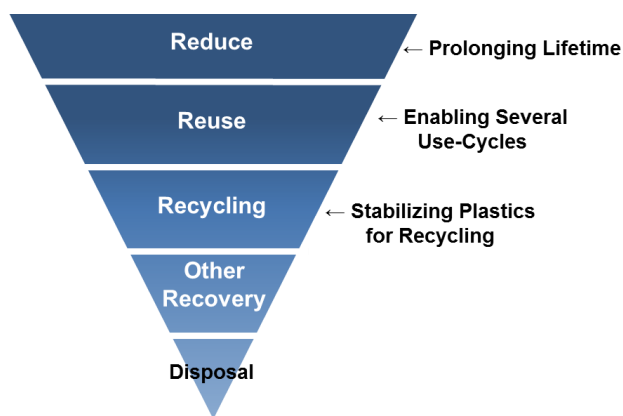 Reduce
← Prolonging Lifetime
Reuse
← Enabling Several
Use-Cycles
Recycling
← Stabilizing Plastics
for Recycling
Other
Recovery
Disposal